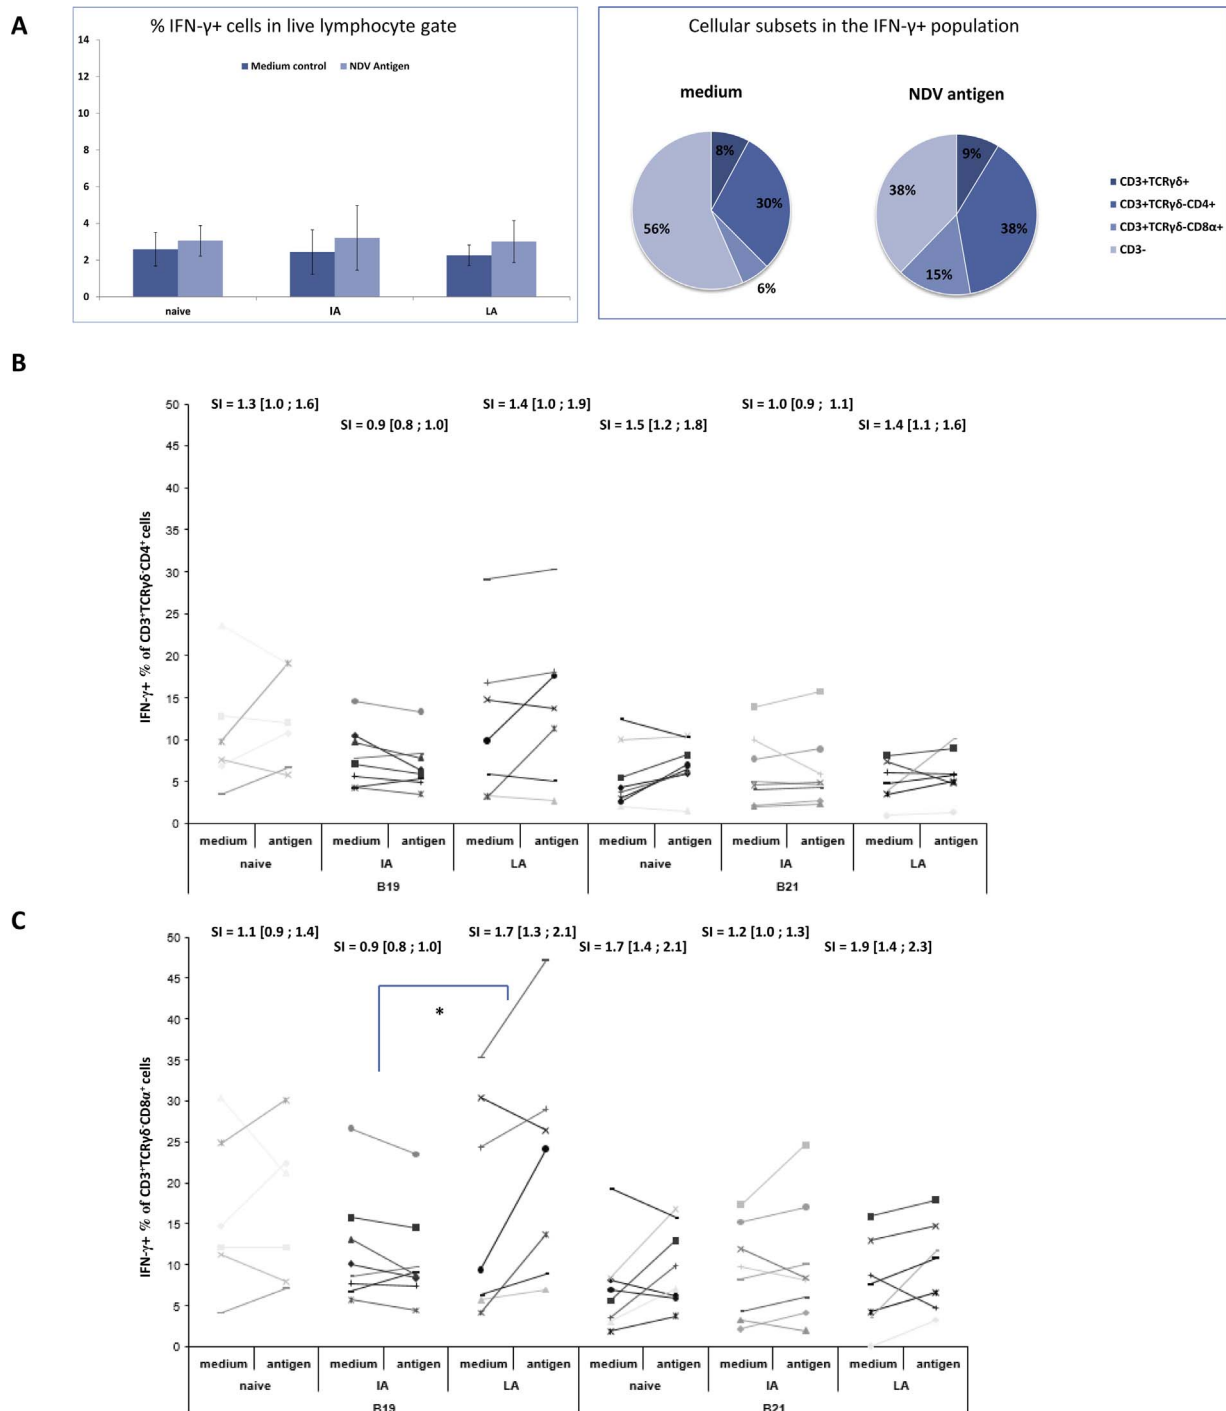 A
% IFN-γ+ cells in live lymphocyte gate
14
12
10
8
6
4
2
0
Medium control
NDV Antigen
naive
IA
LA
Cellular subsets in the IFN-γ+ population
medium
NDV antigen
8%
30%
6%
56%
9%
38%
15%
38%
CD3+TCRγδ+
CD3+TCRγδ-CD4+
CD3+TCRγδ-CD8α+
CD3-
B
SI = 1.3 [1.0 ; 1.6]
SI = 0.9 [0.8 ; 1.0]
SI = 1.4 [1.0 ; 1.9]
SI = 1.5 [1.2 ; 1.8]
SI = 1.0 [0.9 ; 1.1]
SI = 1.4 [1.1 ; 1.6]
IFN-γ+ % of CD3⁺TCRγδ⁻CD4⁺ cells
50
45
40
35
30
25
20
15
10
5
0
medium antigen medium antigen medium antigen medium antigen medium antigen medium antigen
naive IA LA naive IA LA
B19 B21
C
SI = 1.1 [0.9 ; 1.4]
SI = 0.9 [0.8 ; 1.0]
SI = 1.7 [1.3 ; 2.1]
SI = 1.7 [1.4 ; 2.1]
SI = 1.2 [1.0 ; 1.3]
SI = 1.9 [1.4 ; 2.3]
*
IFN-γ+ % of CD3⁺TCRγδ⁻CD8α⁺ cells
50
45
40
35
30
25
20
15
10
5
0
medium antigen medium antigen medium antigen medium antigen medium antigen medium antigen
naive IA LA naive IA LA
B19 B21